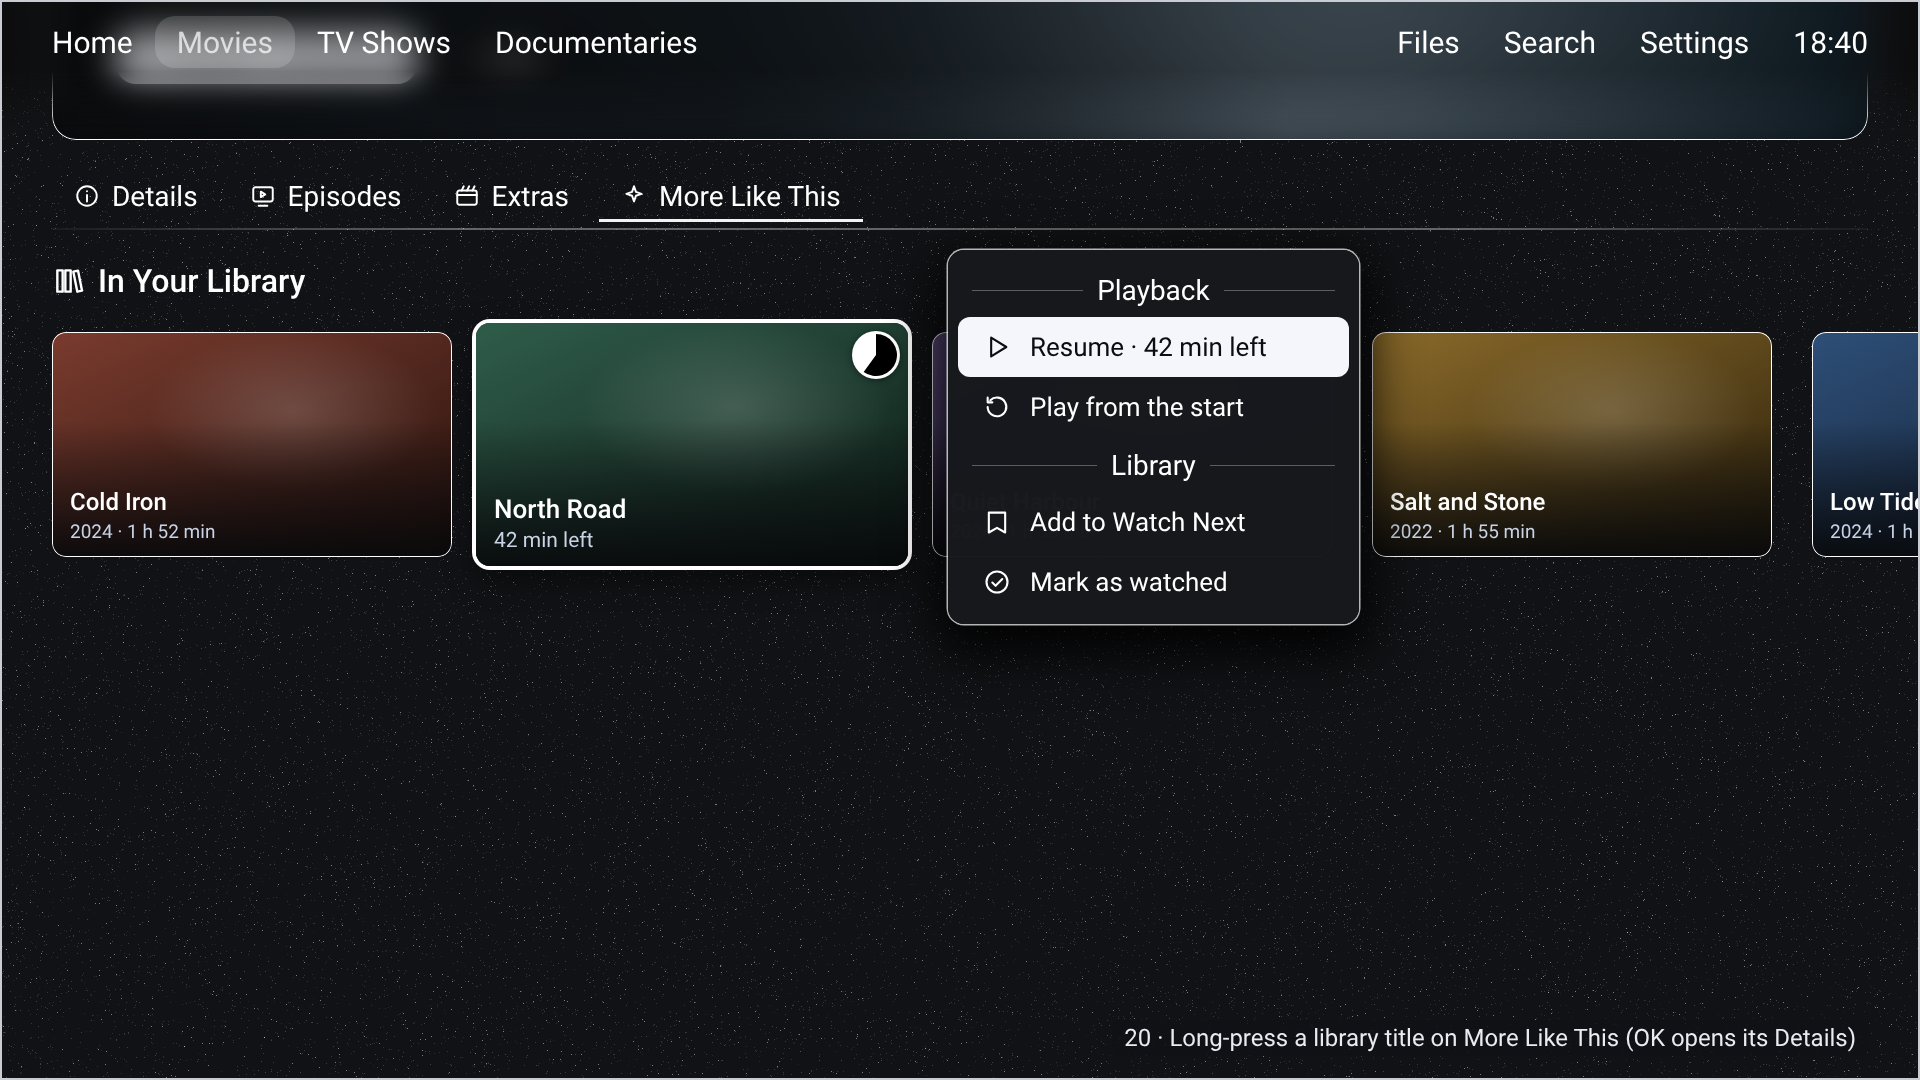 Home Movies TV Shows Documentaries Files Search Settings 18:40
Details Episodes Extras More Like This
In Your Library
Playback
Resume · 42 min left
Play from the start
Library
Add to Watch Next
Mark as watched
Cold Iron
2024 · 1 h 52 min
North Road
42 min left
Salt and Stone
2022 · 1 h 55 min
Low Tide
2024 · 1 h
20 · Long-press a library title on More Like This (OK opens its Details)